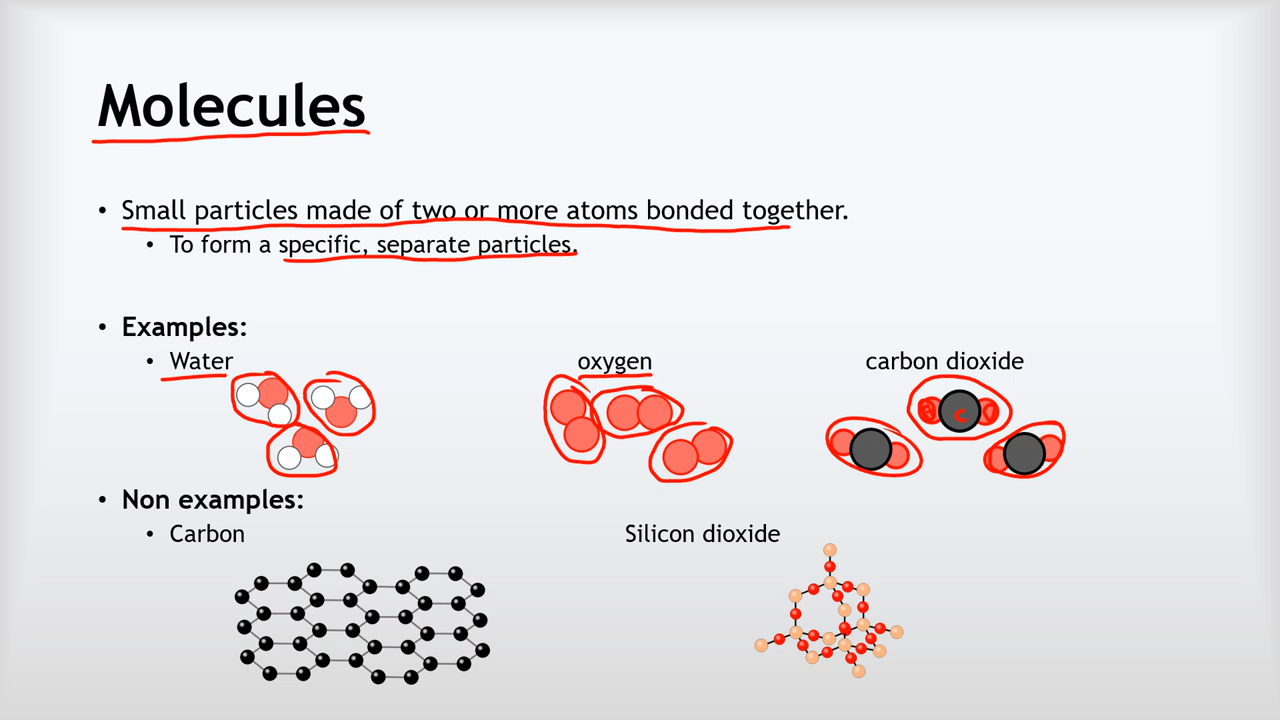 Molecules
• Small particles made of two or more atoms bonded together.
• To form a specific, separate particles.
• Examples:
• Water oxygen carbon dioxide
c
• Non examples:
• Carbon Silicon dioxide